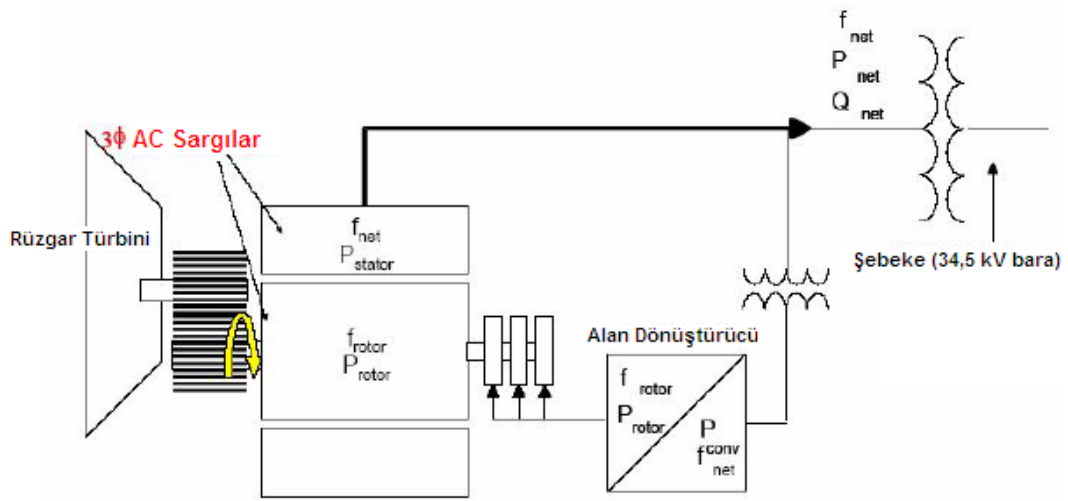 f net
P net
Q net
3ϕ AC Sargılar
Rüzgar Türbini
f net
P stator
Şebeke (34,5 kV bara)
f rotor
P rotor
Alan Dönüştürücü
f rotor
P rotor
P conv
f net